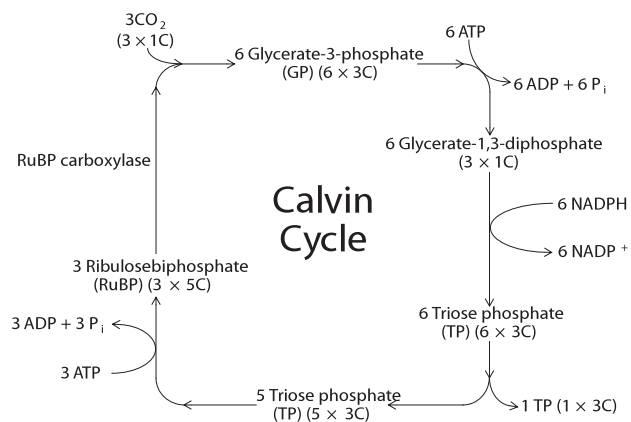 3CO2
(3 × 1C)
6 Glycerate-3-phosphate
(GP) (6 × 3C)
6 ATP
6 ADP + 6 Pi
6 Glycerate-1,3-diphosphate
(3 × 1C)
RuBP carboxylase
Calvin
Cycle
6 NADPH
6 NADP +
3 Ribulosebiphosphate
(RuBP) (3 × 5C)
6 Triose phosphate
(TP) (6 × 3C)
3 ADP + 3 Pi
3 ATP
5 Triose phosphate
(TP) (5 × 3C)
1 TP (1 × 3C)